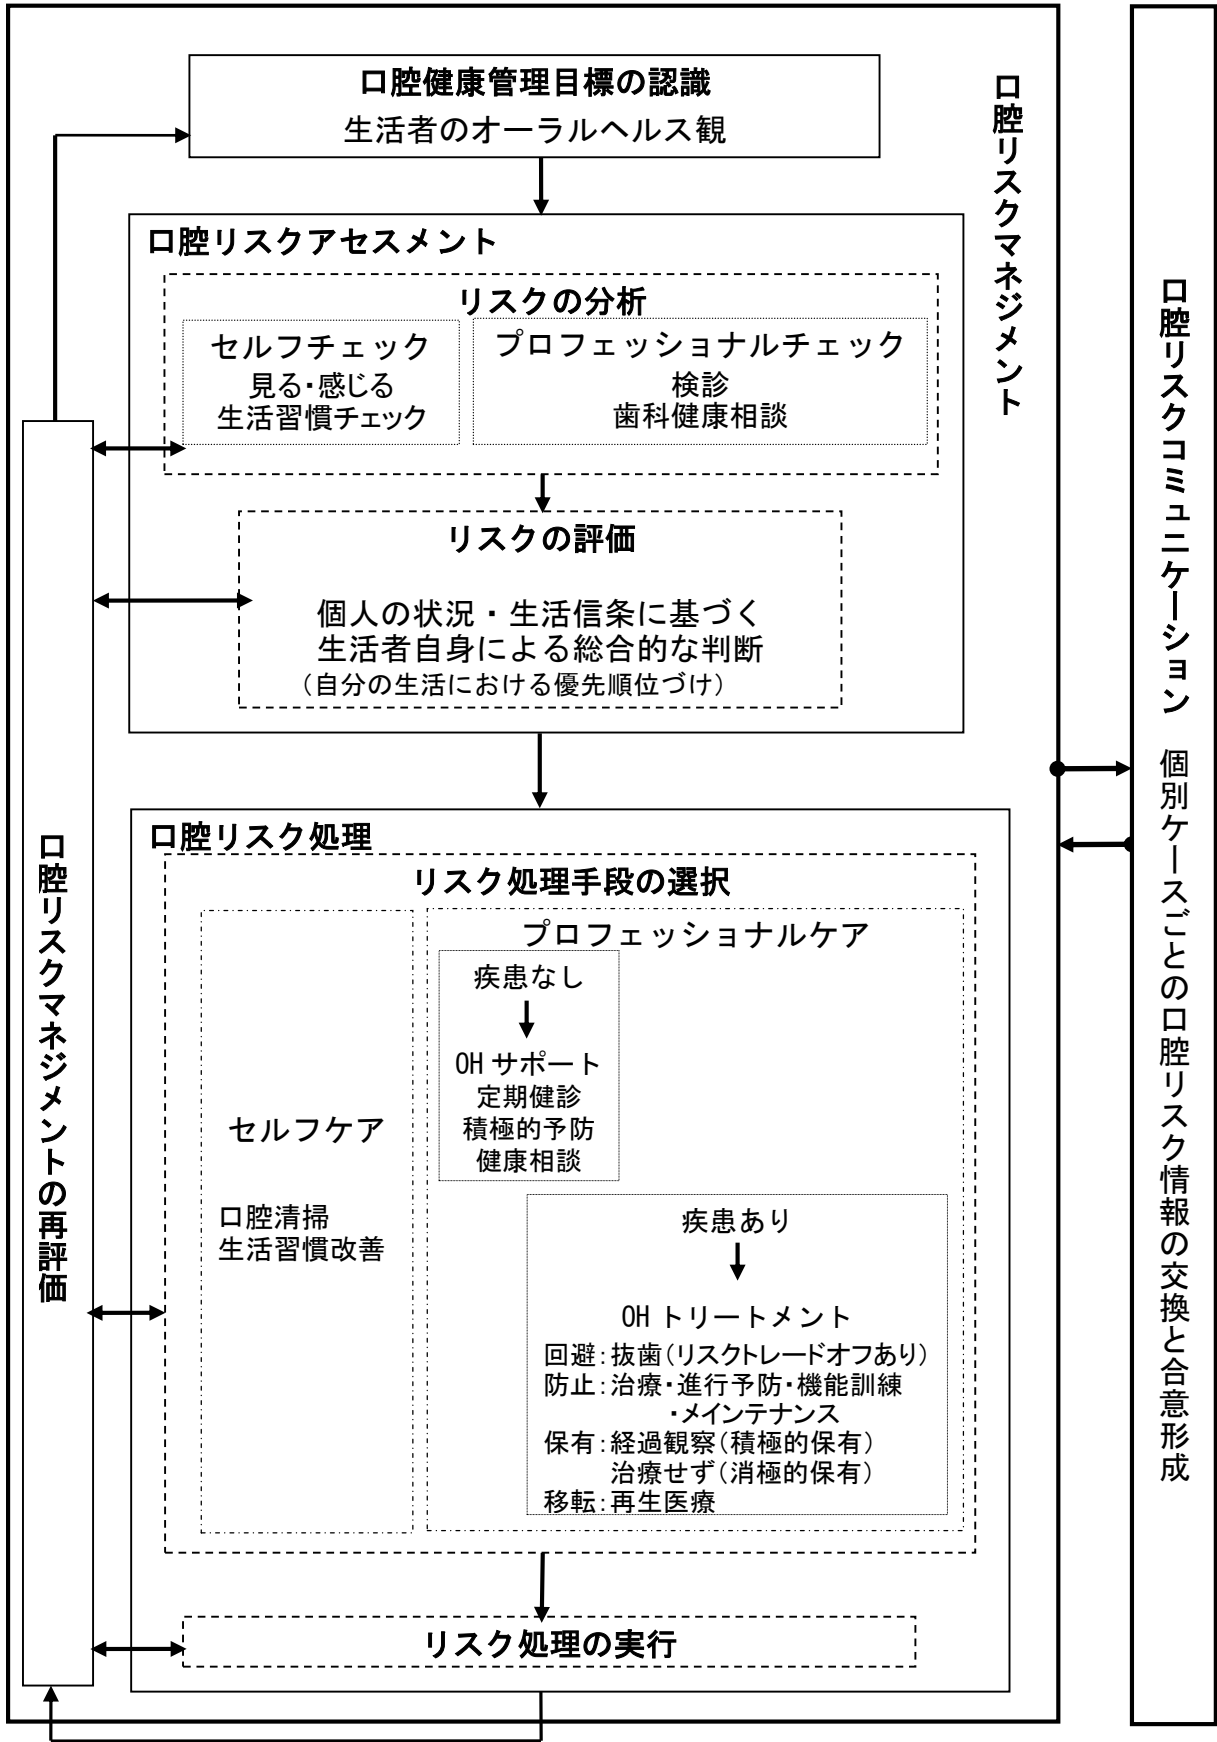 口腔健康管理目標の認識
生活者のオーラルヘルス観
口腔リスクマネジメント
口腔リスクアセスメント
リスクの分析
セルフチェック
見る・感じる
生活習慣チェック
プロフェッショナルチェック
検診
歯科健康相談
リスクの評価
個人の状況・生活信条に基づく
生活者自身による総合的な判断
（自分の生活における優先順位づけ）
口腔リスク処理
リスク処理手段の選択
セルフケア
口腔清掃
生活習慣改善
プロフェッショナルケア
疾患なし
OH サポート
定期健診
積極的予防
健康相談
疾患あり
OH トリートメント
回避：抜歯（リスクトレードオフあり）
防止：治療・進行予防・機能訓練
・メインテナンス
保有：経過観察（積極的保有）
治療せず（消極的保有）
移転：再生医療
リスク処理の実行
口腔リスクマネジメントの再評価
口腔リスクコミュニケーション　個別ケースごとの口腔リスク情報の交換と合意形成